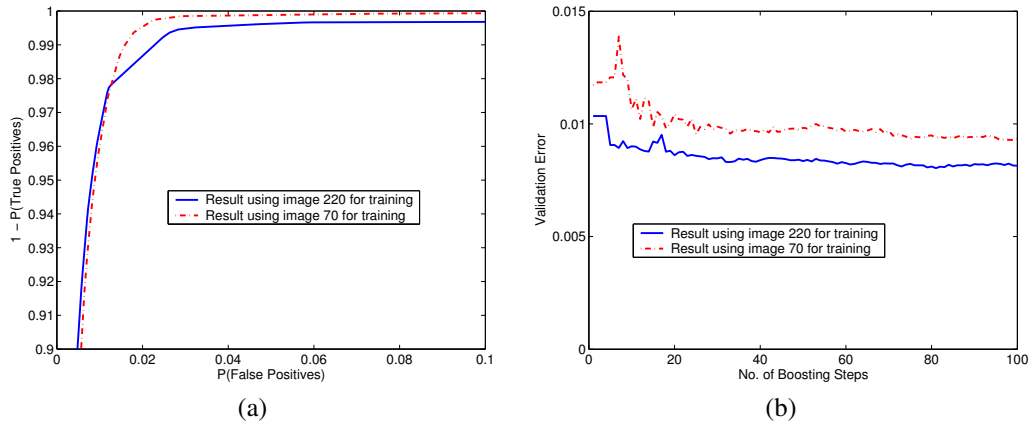 1
0.99
0.98
0.97
0.96
0.95
0.94
0.93
0.92
0.91
0.9
1 − P(True Positives)
0
0.02
0.04
0.06
0.08
0.1
P(False Positives)
Result using image 220 for training
Result using image 70 for training
(a)
0.015
0.01
0.005
0
Validation Error
0
20
40
60
80
100
No. of Boosting Steps
Result using image 220 for training
Result using image 70 for training
(b)